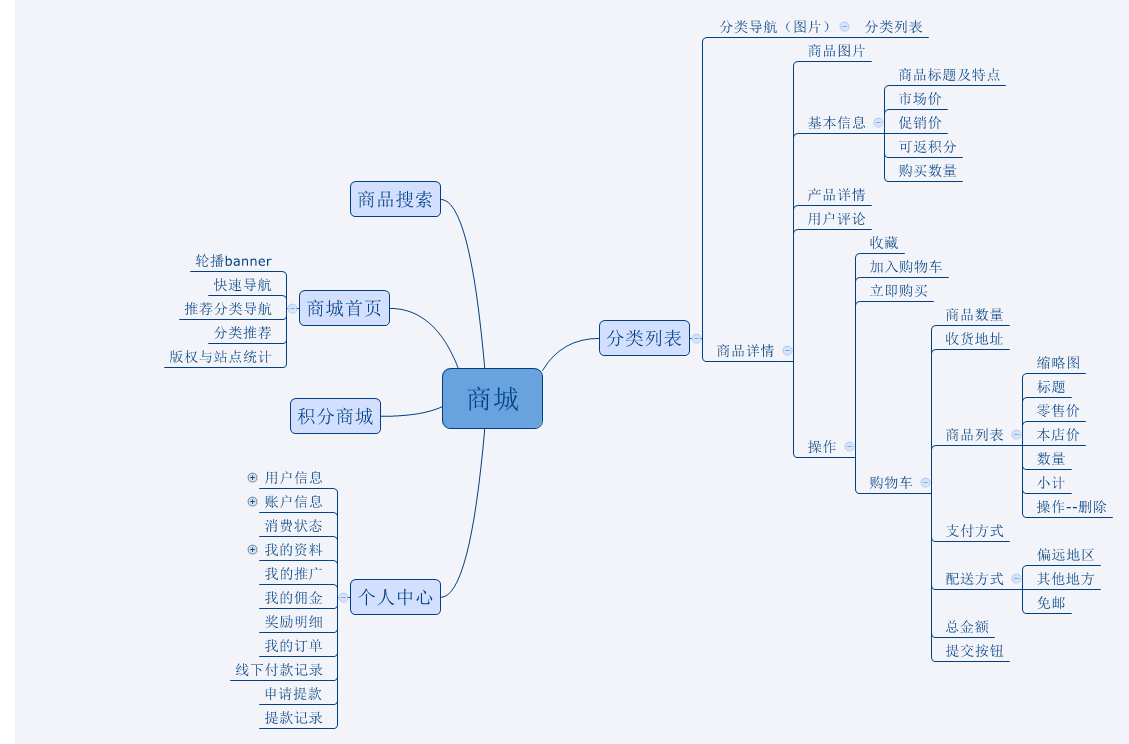 商城
商品搜索
商城首页
轮播banner
快速导航
推荐分类导航
分类推荐
版权与站点统计
积分商城
个人中心
用户信息
账户信息
消费状态
我的资料
我的推广
我的佣金
奖励明细
我的订单
线下付款记录
申请提款
提款记录
分类列表
分类导航（图片）
分类列表
商品详情
商品图片
基本信息
商品标题及特点
市场价
促销价
可返积分
购买数量
产品详情
用户评论
操作
收藏
加入购物车
立即购买
购物车
商品数量
收货地址
商品列表
缩略图
标题
零售价
本店价
数量
小计
操作--删除
支付方式
配送方式
偏远地区
其他地方
免邮
总金额
提交按钮